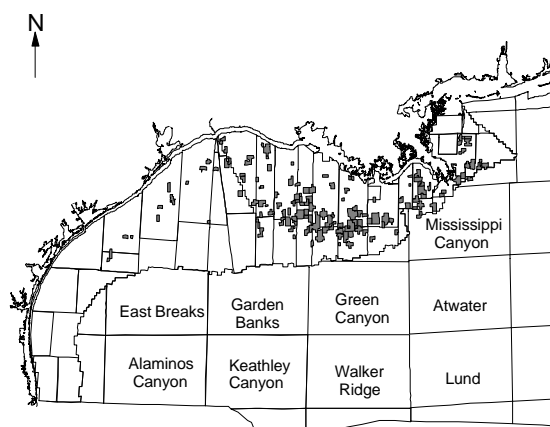 N
Mississippi
Canyon
East Breaks
Garden
Banks
Green
Canyon
Atwater
Alaminos
Canyon
Keathley
Canyon
Walker
Ridge
Lund